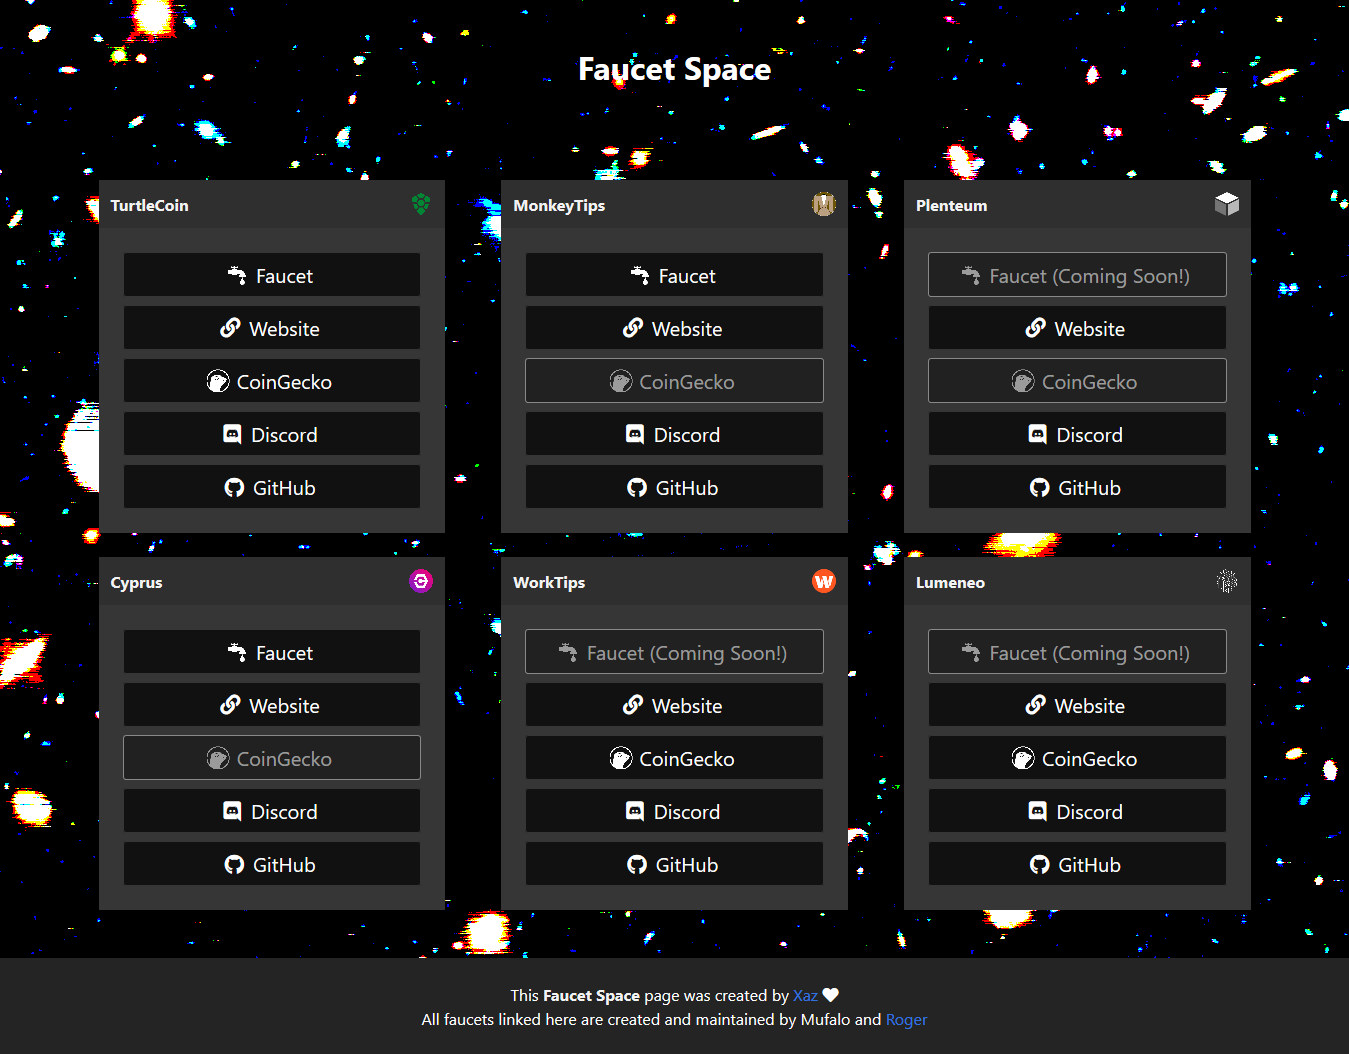 Faucet Space
TurtleCoin
Faucet
Website
CoinGecko
Discord
GitHub
MonkeyTips
Faucet
Website
CoinGecko
Discord
GitHub
Plenteum
Faucet (Coming Soon!)
Website
CoinGecko
Discord
GitHub
Cyprus
Faucet
Website
CoinGecko
Discord
GitHub
WorkTips
W
Faucet (Coming Soon!)
Website
CoinGecko
Discord
GitHub
Lumeneo
Faucet (Coming Soon!)
Website
CoinGecko
Discord
GitHub
This Faucet Space page was created by Xaz
All faucets linked here are created and maintained by Mufalo and Roger